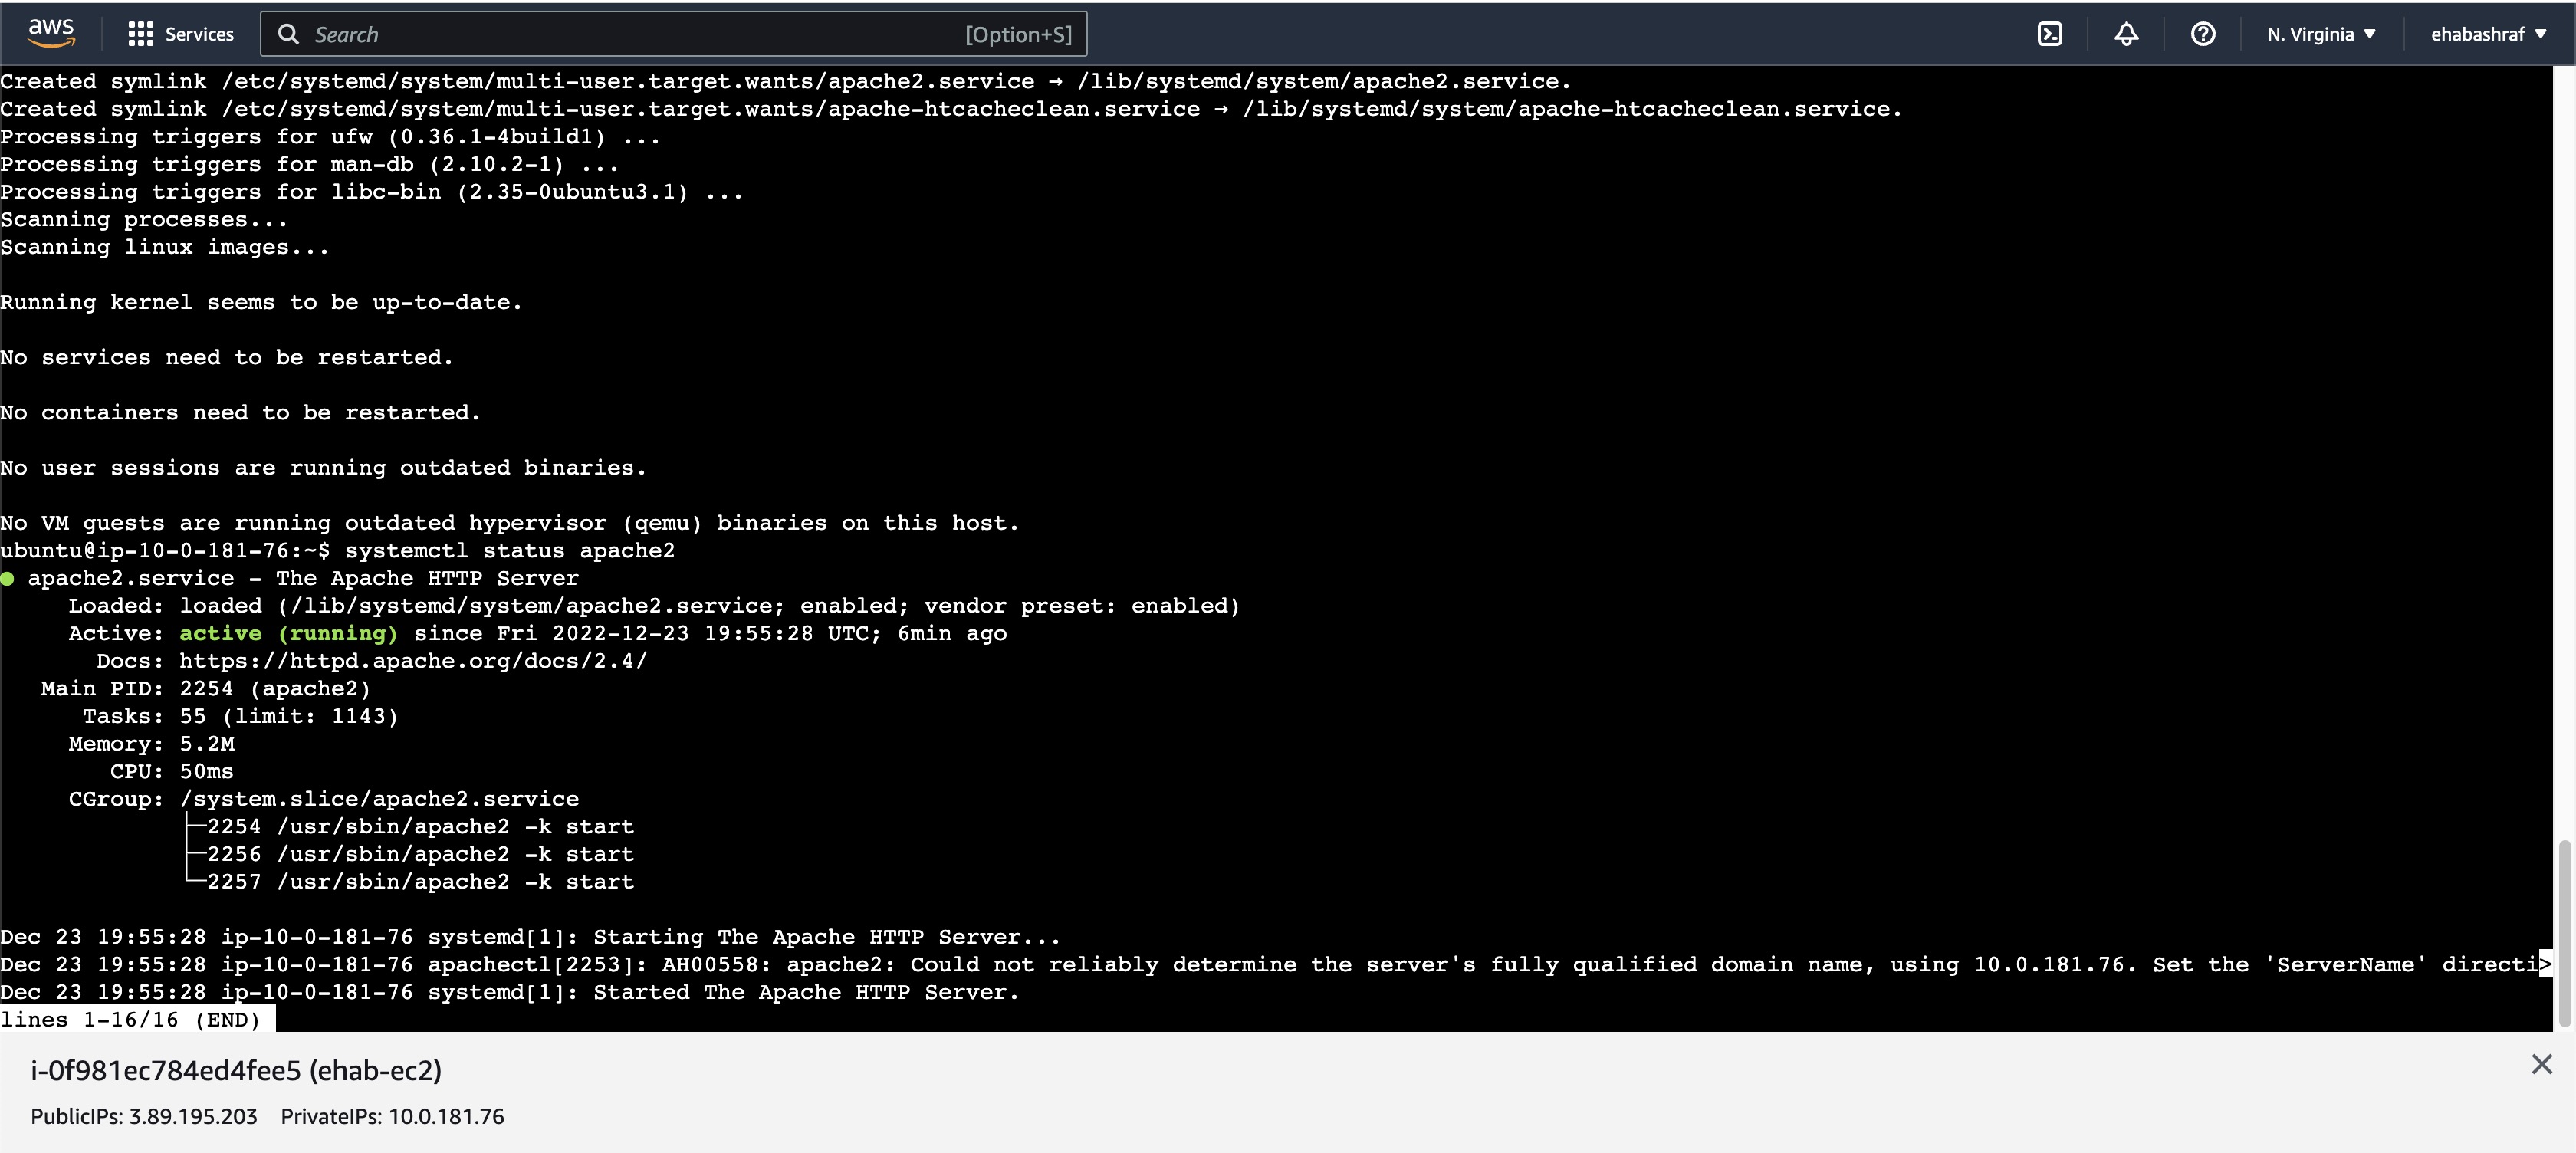 aws Services Search [Option+S] N. Virginia ▼ ehabashraf ▼
Created symlink /etc/systemd/system/multi-user.target.wants/apache2.service → /lib/systemd/system/apache2.service.
Created symlink /etc/systemd/system/multi-user.target.wants/apache-htcacheclean.service → /lib/systemd/system/apache-htcacheclean.service.
Processing triggers for ufw (0.36.1-4build1) ...
Processing triggers for man-db (2.10.2-1) ...
Processing triggers for libc-bin (2.35-0ubuntu3.1) ...
Scanning processes...
Scanning linux images...
Running kernel seems to be up-to-date.
No services need to be restarted.
No containers need to be restarted.
No user sessions are running outdated binaries.
No VM guests are running outdated hypervisor (qemu) binaries on this host.
ubuntu@ip-10-0-181-76:~$ systemctl status apache2
● apache2.service - The Apache HTTP Server
Loaded: loaded (/lib/systemd/system/apache2.service; enabled; vendor preset: enabled)
Active: active (running) since Fri 2022-12-23 19:55:28 UTC; 6min ago
Docs: https://httpd.apache.org/docs/2.4/
Main PID: 2254 (apache2)
Tasks: 55 (limit: 1143)
Memory: 5.2M
CPU: 50ms
CGroup: /system.slice/apache2.service
├─2254 /usr/sbin/apache2 -k start
├─2256 /usr/sbin/apache2 -k start
└─2257 /usr/sbin/apache2 -k start
Dec 23 19:55:28 ip-10-0-181-76 systemd[1]: Starting The Apache HTTP Server...
Dec 23 19:55:28 ip-10-0-181-76 apachectl[2253]: AH00558: apache2: Could not reliably determine the server's fully qualified domain name, using 10.0.181.76. Set the 'ServerName' directi>
Dec 23 19:55:28 ip-10-0-181-76 systemd[1]: Started The Apache HTTP Server.
lines 1-16/16 (END)
i-0f981ec784ed4fee5 (ehab-ec2)
PublicIPs: 3.89.195.203 PrivateIPs: 10.0.181.76